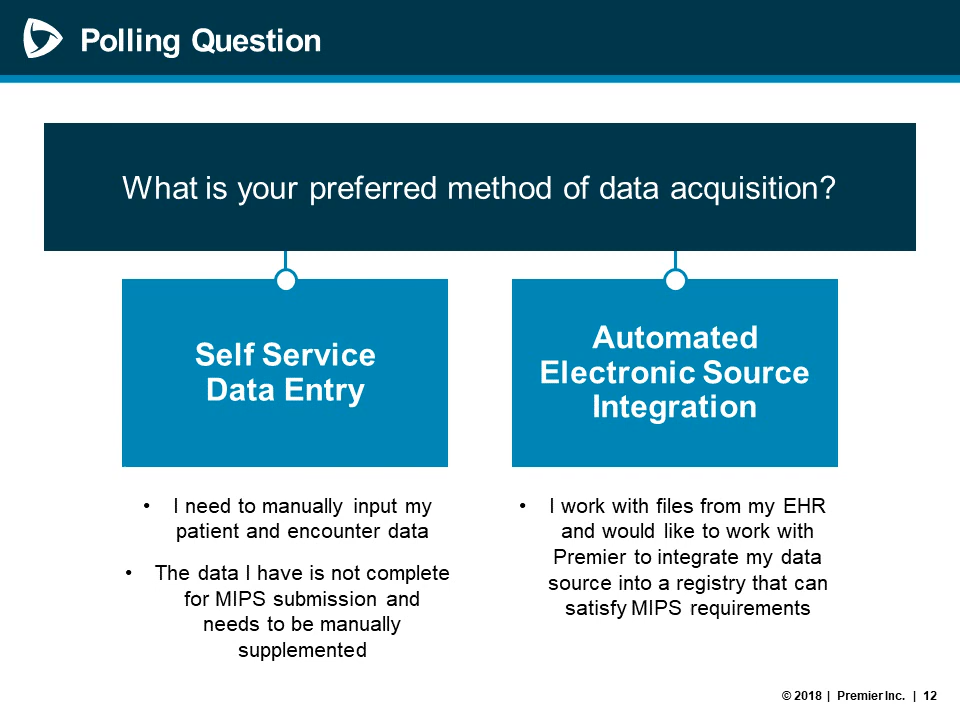 Polling Question
What is your preferred method of data acquisition?
Self Service
Data Entry
• I need to manually input my
patient and encounter data
• The data I have is not complete
for MIPS submission and
needs to be manually
supplemented
Automated
Electronic Source
Integration
• I work with files from my EHR
and would like to work with
Premier to integrate my data
source into a registry that can
satisfy MIPS requirements
© 2018 | Premier Inc. | 12